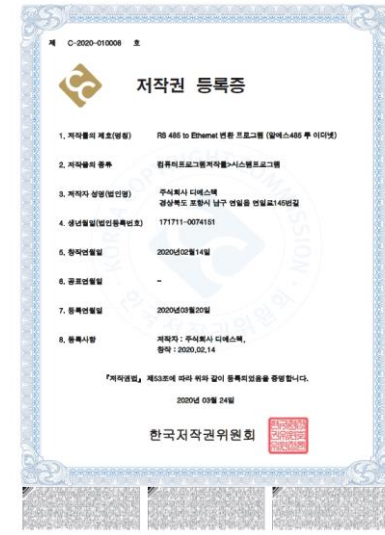 제 C-2020-010008 호
저작권 등록증
1. 저작물의 제호(명칭) RS 485 to Ethernet 변환 프로그램 (알에스485 투 이더넷)
2. 저작물의 종류 컴퓨터프로그램저작물>시스템프로그램
3. 저작자 성명(법인명) 주식회사 디에스텍
경상북도 포항시 남구 연일읍 연일로145번길
4. 생년월일(법인등록번호) 171711-0074151
5. 창작연월일 2020년02월14일
6. 공표연월일 -
7. 등록연월일 2020년03월20일
8. 등록사항 저작자 : 주식회사 디에스텍,
창작 : 2020.02.14
『저작권법』 제53조에 따라 위와 같이 등록되었음을 증명합니다.
2020년 03월 24일
한국저작권위원회